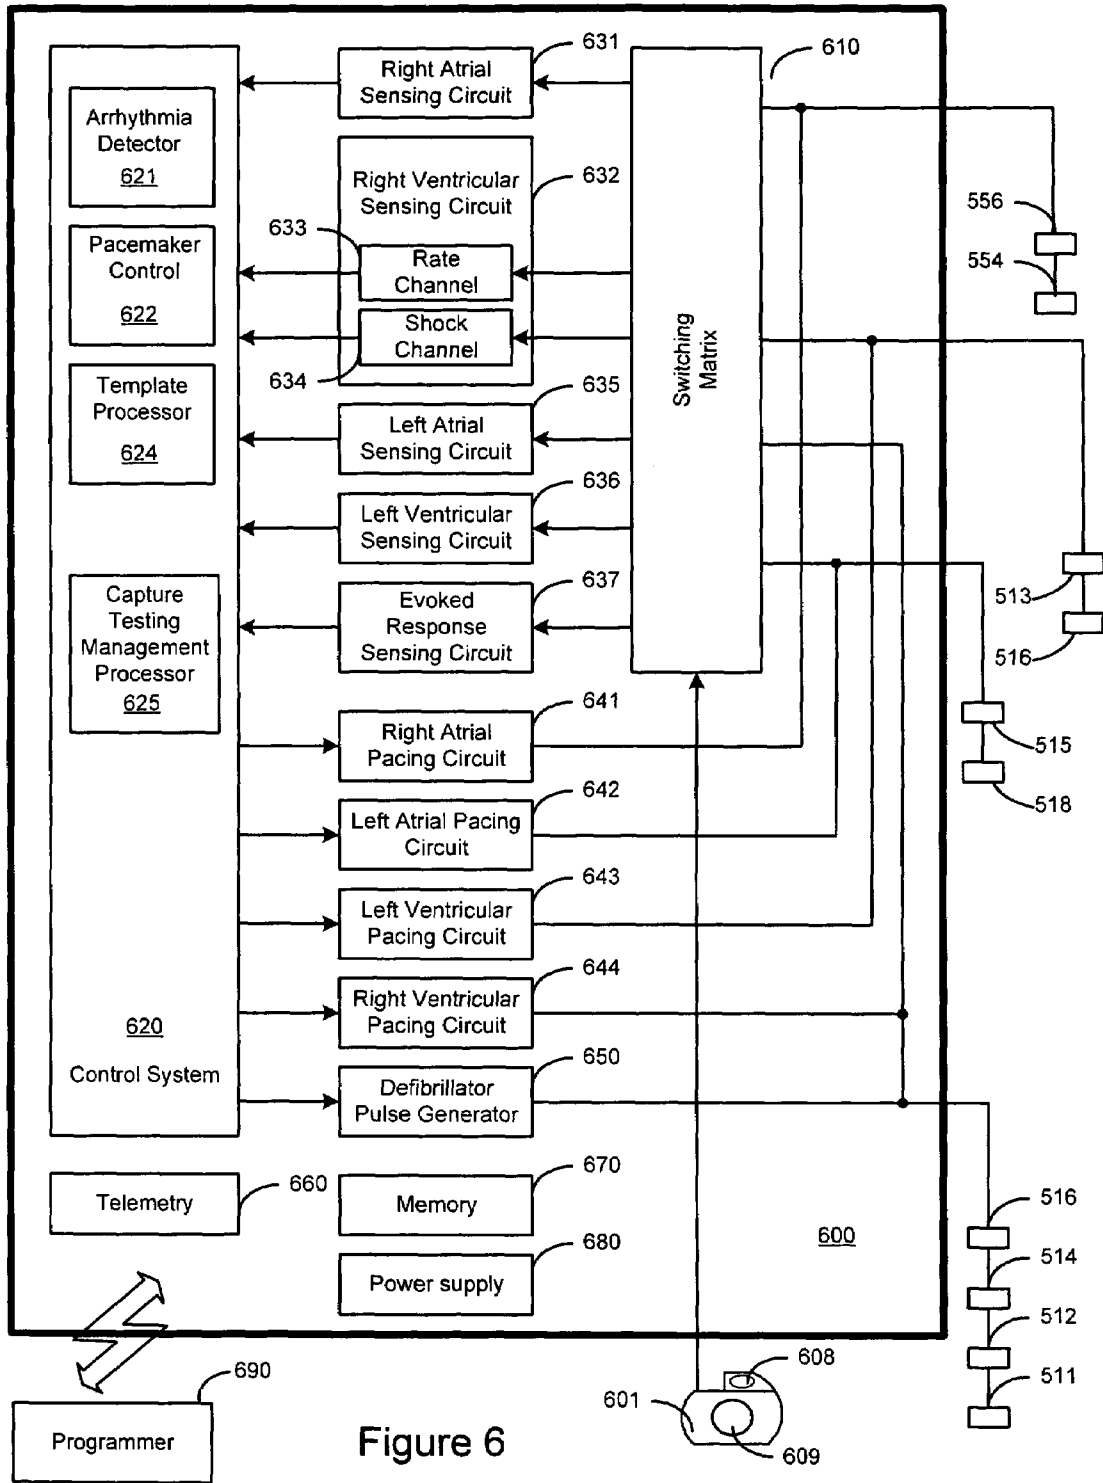 631
Right Atrial
Sensing Circuit
610
Arrhythmia
Detector
621
Right Ventricular
Sensing Circuit
632
633
Rate
Channel
Pacemaker
Control
622
Shock
Channel
634
Switching
Matrix
556
554
Template
Processor
624
635
Left Atrial
Sensing Circuit
636
Left Ventricular
Sensing Circuit
637
Evoked
Response
Sensing Circuit
Capture
Testing
Management
Processor
625
513
516
641
Right Atrial
Pacing Circuit
515
518
642
Left Atrial Pacing
Circuit
643
Left Ventricular
Pacing Circuit
644
Right Ventricular
Pacing Circuit
620
Control System
650
Defibrillator
Pulse Generator
Telemetry
660
670
Memory
680
Power supply
600
516
514
512
511
690
Programmer
Figure 6
608
601
609